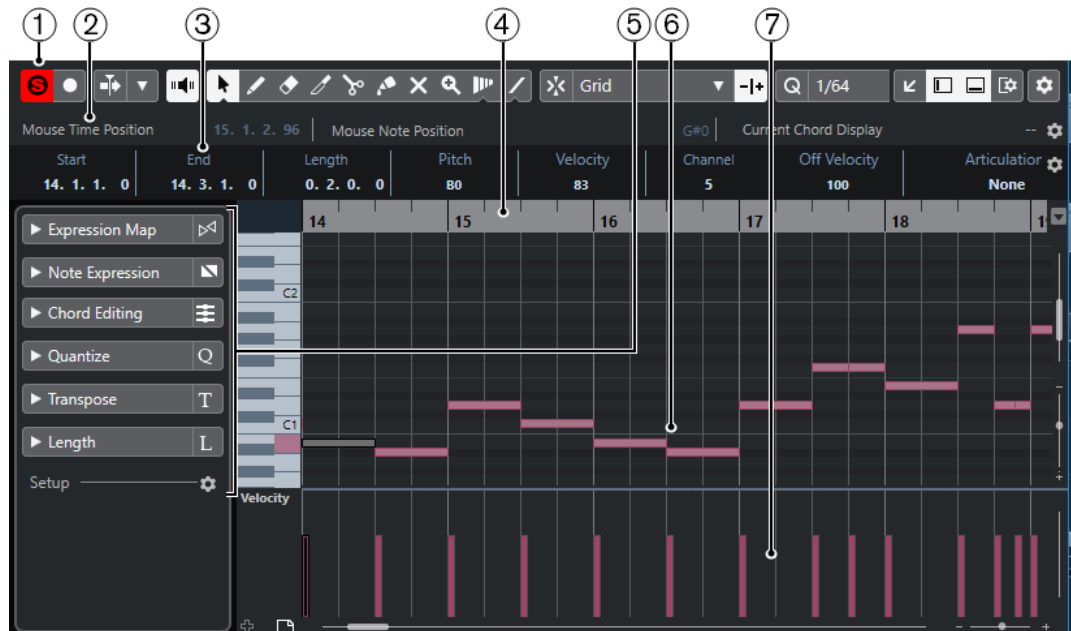 1 2 3 4 5 6 7
S Grid Q 1/64
Mouse Time Position 15. 1. 2. 96 Mouse Note Position G#0 Current Chord Display --
Start End Length Pitch Velocity Channel Off Velocity Articulation
14. 1. 1. 0 14. 3. 1. 0 0. 2. 0. 0 B0 83 5 100 None
14 15 16 17 18 19
Expression Map
Note Expression
C2
Chord Editing
Quantize Q
Transpose T
C1
Length L
Setup
Velocity